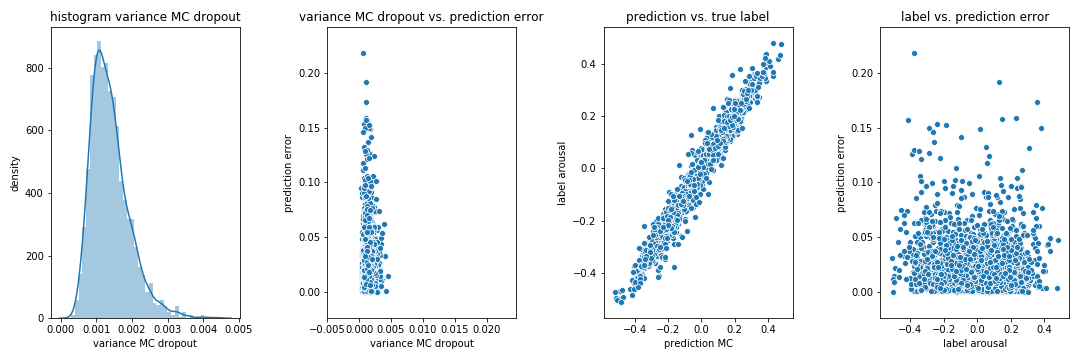 histogram variance MC dropout
density
800
600
400
200
0
0.000 0.001 0.002 0.003 0.004 0.005
variance MC dropout
variance MC dropout vs. prediction error
prediction error
0.20
0.15
0.10
0.05
0.00
−0.005 0.000 0.005 0.010 0.015 0.020
variance MC dropout
prediction vs. true label
label arousal
0.4
0.2
0.0
−0.2
−0.4
−0.4 −0.2 0.0 0.2 0.4
prediction MC
label vs. prediction error
prediction error
0.20
0.15
0.10
0.05
0.00
−0.4 −0.2 0.0 0.2 0.4
label arousal